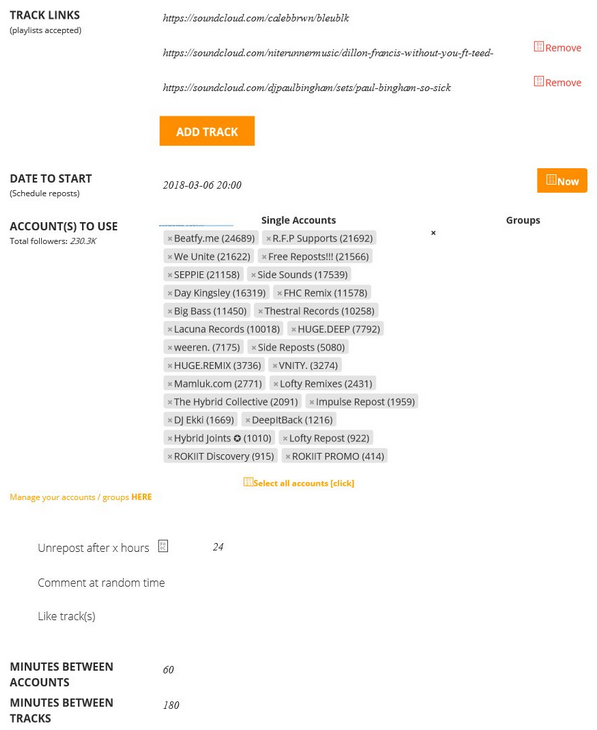 TRACK LINKS
(playlists accepted)
https://soundcloud.com/calebbrwn/bleublk
https://soundcloud.com/niterunnermusic/dillon-francis-without-you-ft-teed-
Remove
https://soundcloud.com/djpaulbingham/sets/paul-bingham-so-sick
Remove
ADD TRACK
DATE TO START
(Schedule reposts)
2018-03-06 20:00
Now
ACCOUNT(S) TO USE
Total followers: 230.3K
Single Accounts
Groups
×
×Beatfy.me (24689) ×R.F.P Supports (21692)
×We Unite (21622) ×Free Reposts!!! (21566)
×SEPPIE (21158) ×Side Sounds (17539)
×Day Kingsley (16319) ×FHC Remix (11578)
×Big Bass (11450) ×Thestral Records (10258)
×Lacuna Records (10018) ×HUGE.DEEP (7792)
×weeren. (7175) ×Side Reposts (5080)
×HUGE.REMIX (3736) ×VNITY. (3274)
×Mamluk.com (2771) ×Lofty Remixes (2431)
×The Hybrid Collective (2091) ×Impulse Repost (1959)
×DJ Ekki (1669) ×DeepItBack (1216)
×Hybrid Joints ✪ (1010) ×Lofty Repost (922)
×ROKIIT Discovery (915) ×ROKIIT PROMO (414)
Select all accounts [click]
Manage your accounts / groups HERE
Unrepost after x hours 24
Comment at random time
Like track(s)
MINUTES BETWEEN
ACCOUNTS
60
MINUTES BETWEEN
TRACKS
180